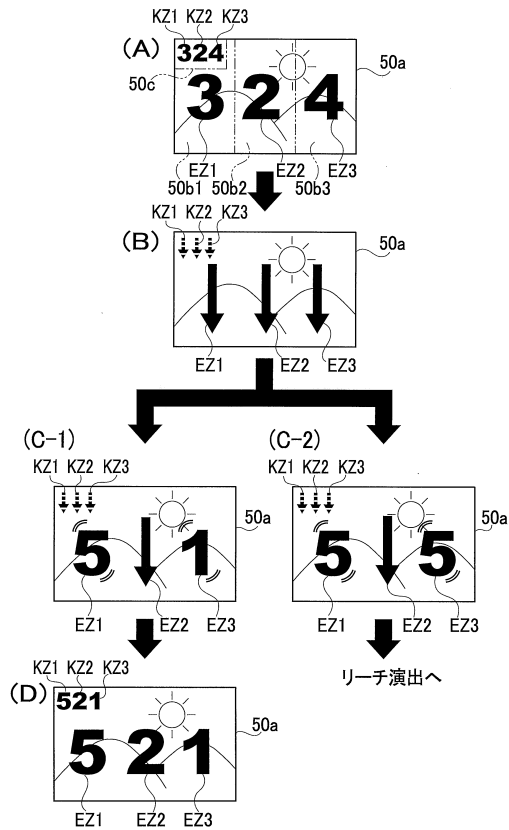 KZ1 KZ2 KZ3
(A) 324 50a
50c
3 2 4
EZ1 EZ2 EZ3
50b1 50b2 50b3
KZ1 KZ2 KZ3
(B) 50a
EZ1 EZ2 EZ3
(C-1)
KZ1 KZ2 KZ3
50a
5 1
EZ1 EZ2 EZ3
(C-2)
KZ1 KZ2 KZ3
50a
5 5
EZ1 EZ2 EZ3
リーチ演出へ
KZ1 KZ2 KZ3
(D) 521 50a
5 2 1
EZ1 EZ2 EZ3